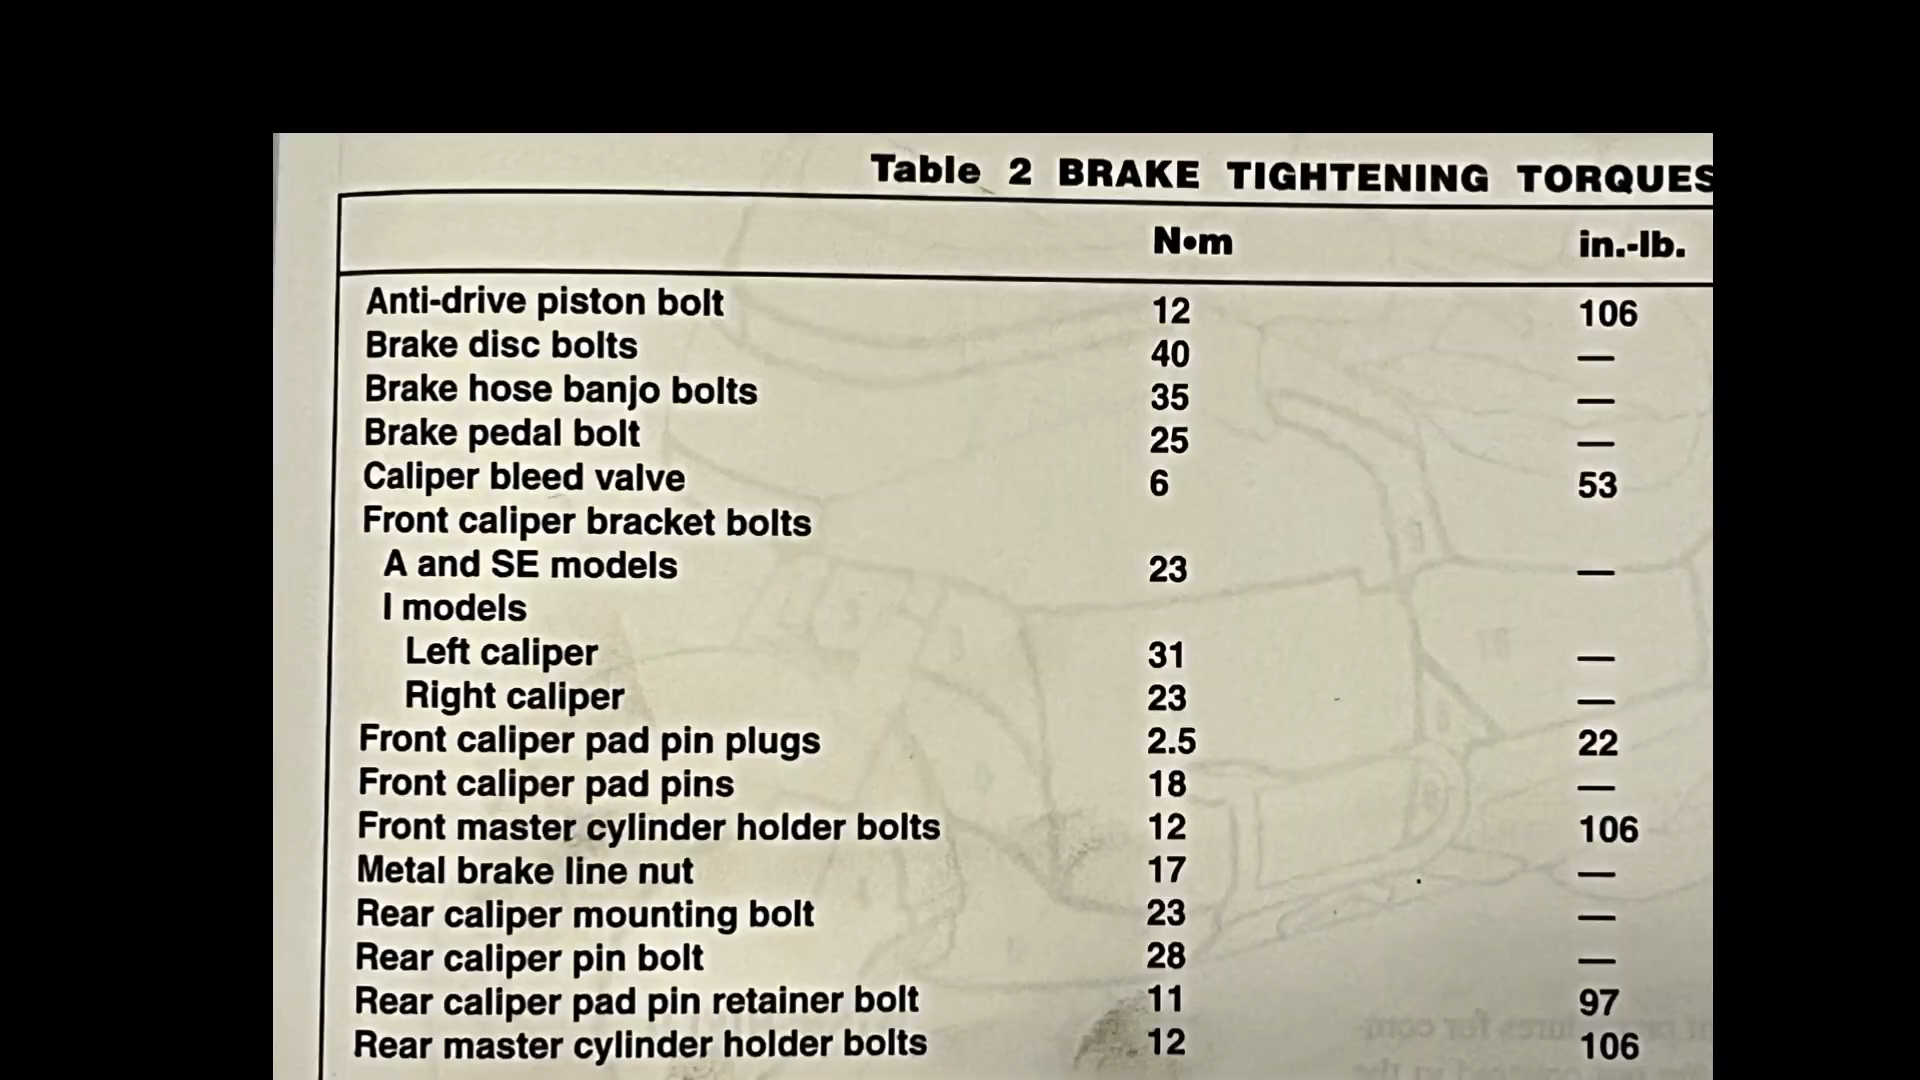 Table 2 BRAKE TIGHTENING TORQUES
N•m in.-lb.
Anti-drive piston bolt 12 106
Brake disc bolts 40 —
Brake hose banjo bolts 35 —
Brake pedal bolt 25 —
Caliper bleed valve 6 53
Front caliper bracket bolts
A and SE models 23 —
I models
Left caliper 31 —
Right caliper 23 —
Front caliper pad pin plugs 2.5 22
Front caliper pad pins 18 —
Front master cylinder holder bolts 12 106
Metal brake line nut 17 —
Rear caliper mounting bolt 23 —
Rear caliper pin bolt 28 —
Rear caliper pad pin retainer bolt 11 97
Rear master cylinder holder bolts 12 106